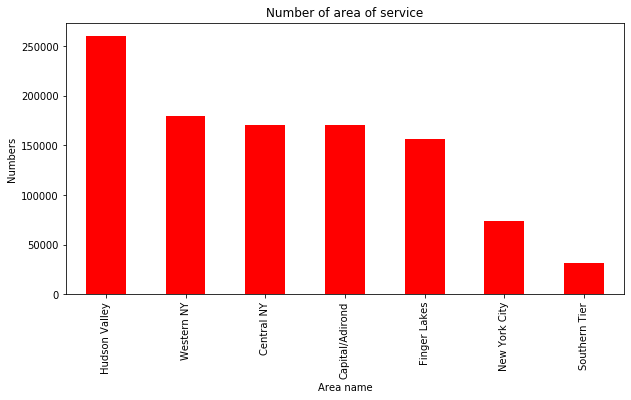 Number of area of service
Numbers
250000
200000
150000
100000
50000
0
Hudson Valley
Western NY
Central NY
Capital/Adirond
Finger Lakes
New York City
Southern Tier
Area name